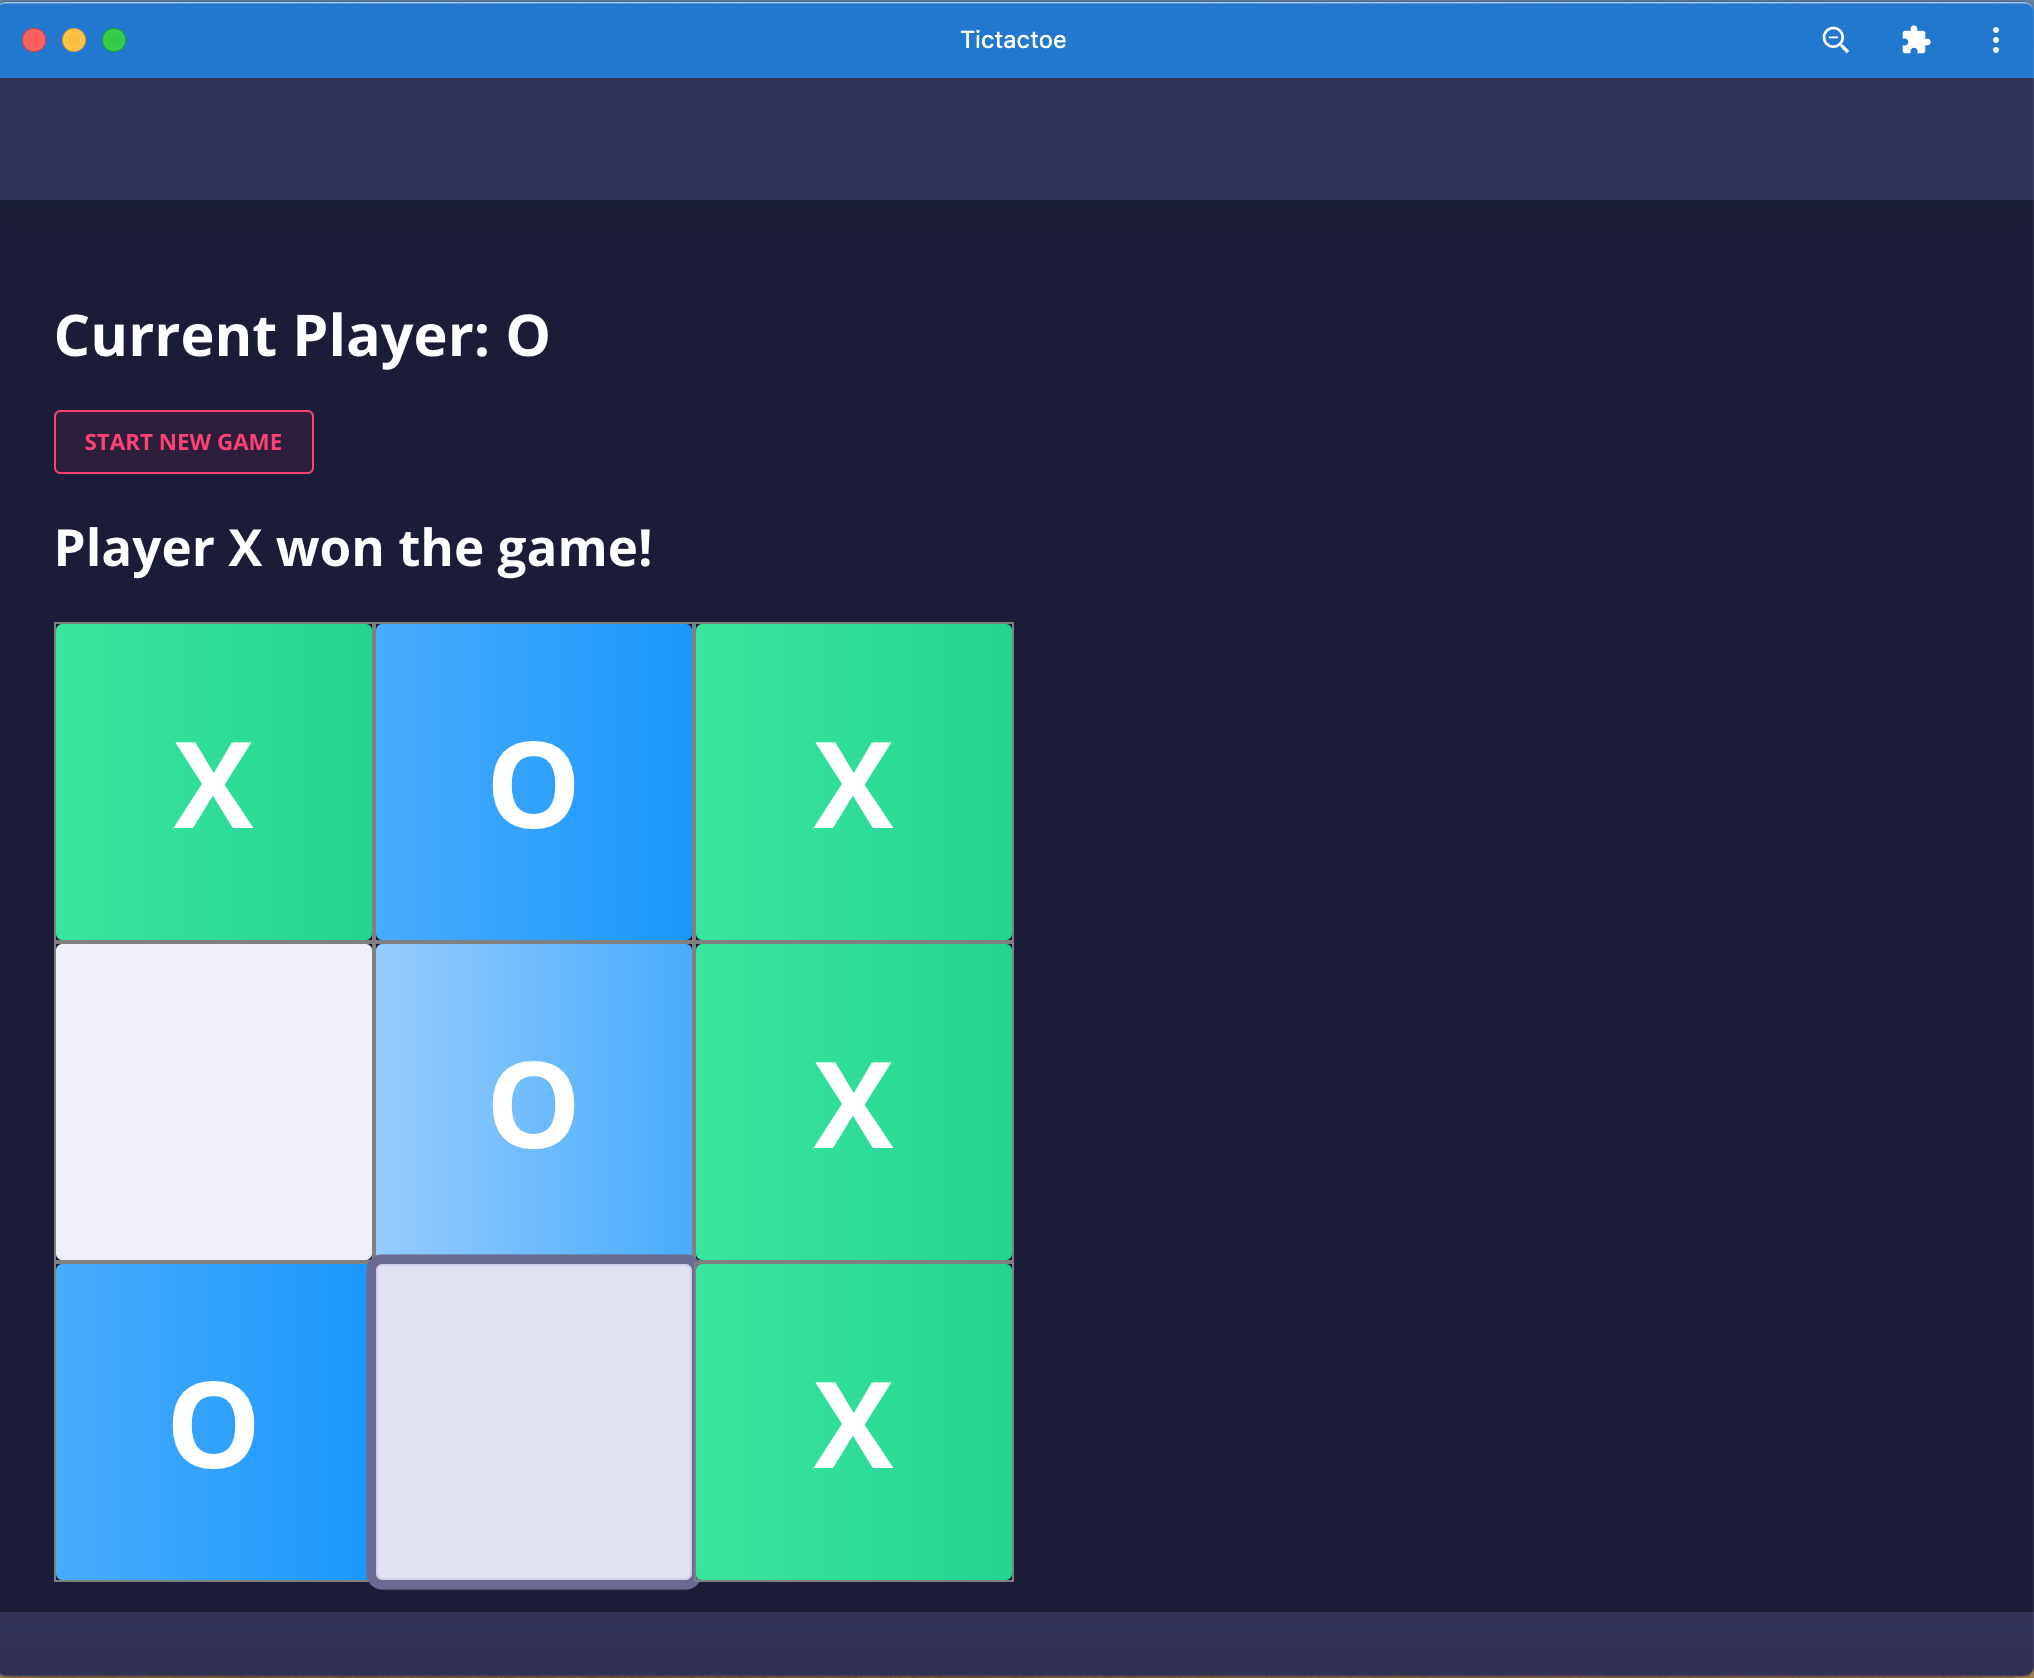 Tictactoe
Current Player: O
START NEW GAME
Player X won the game!
X O X
O X
O X